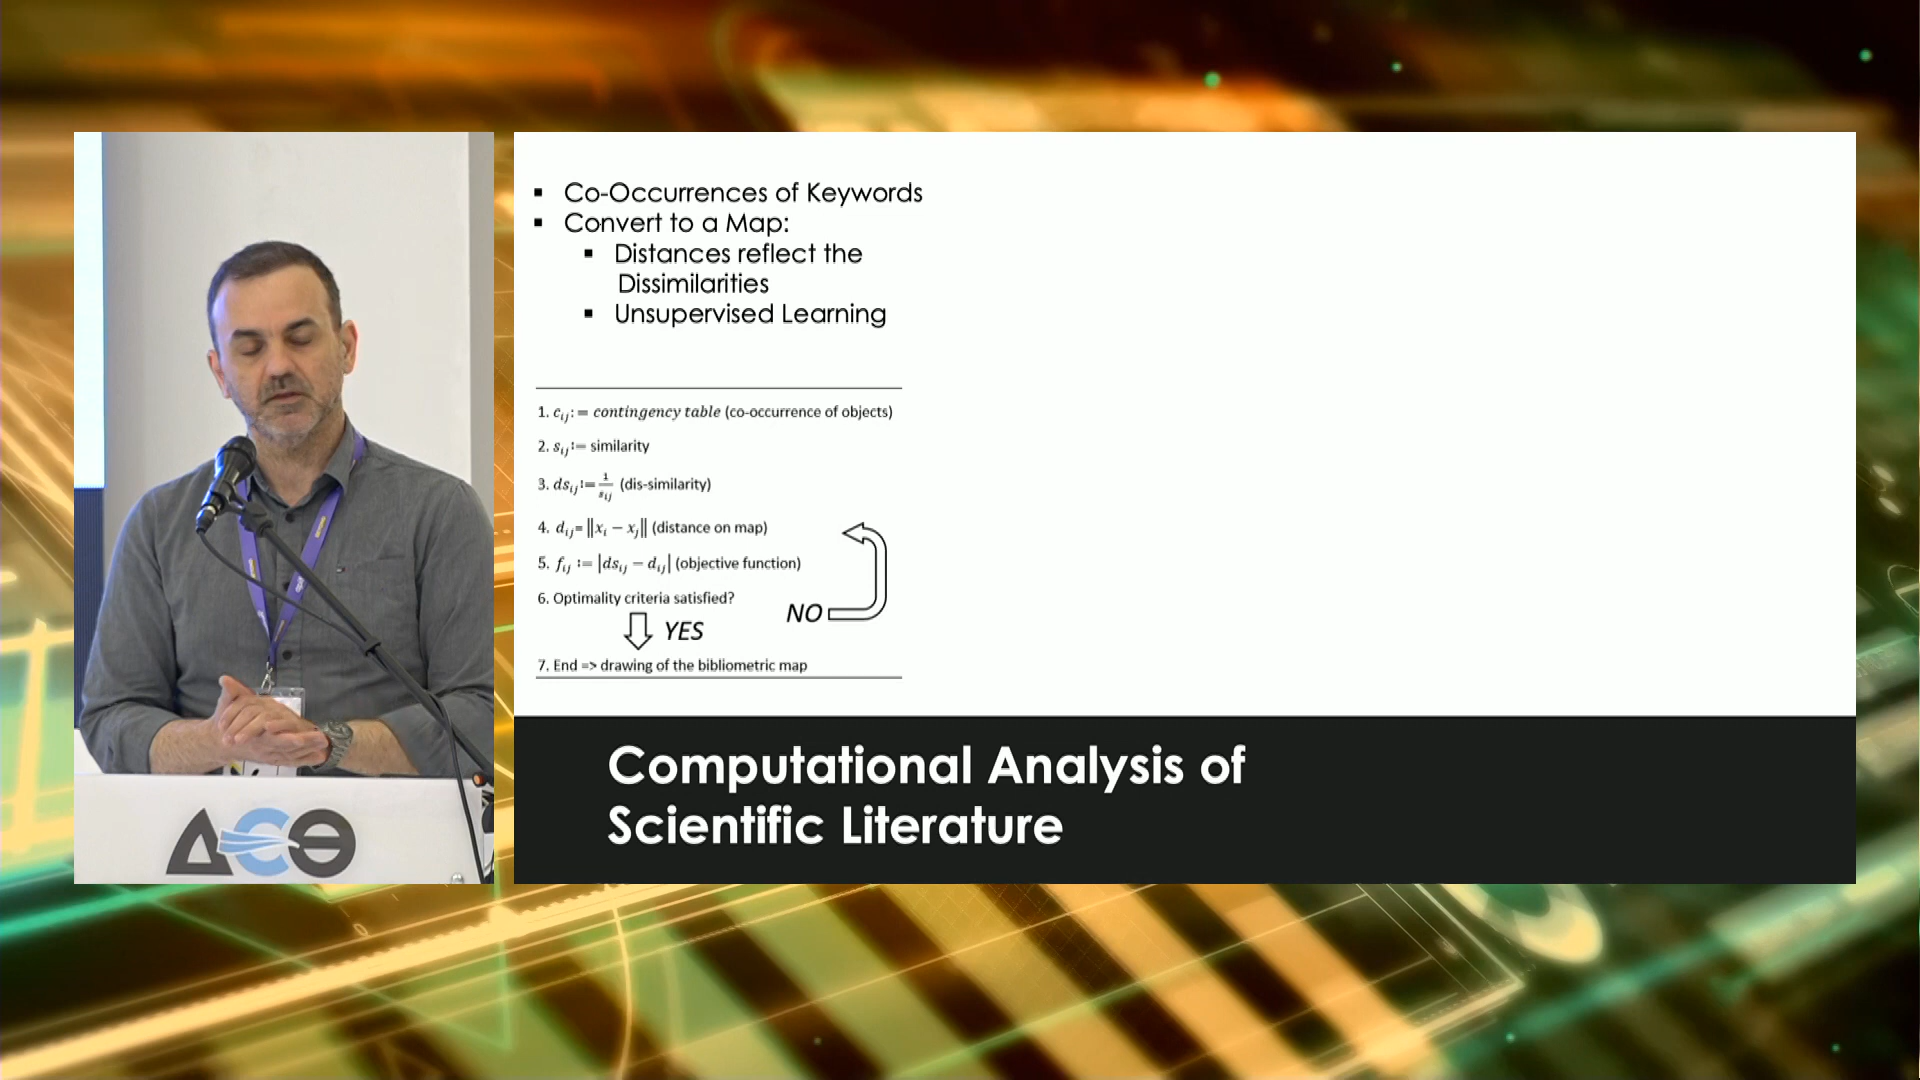 ▪ Co-Occurrences of Keywords
▪ Convert to a Map:
▪ Distances reflect the
Dissimilarities
▪ Unsupervised Learning
1. c_ij := contingency table (co-occurrence of objects)
2. s_ij := similarity
3. ds_ij := 1/s_ij (dis-similarity)
4. d_ij = ||x_i − x_j|| (distance on map)
5. f_ij := |ds_ij − d_ij| (objective function)
6. Optimality criteria satisfied?
NO
YES
7. End => drawing of the bibliometric map
Computational Analysis of
Scientific Literature
ΔCΘ